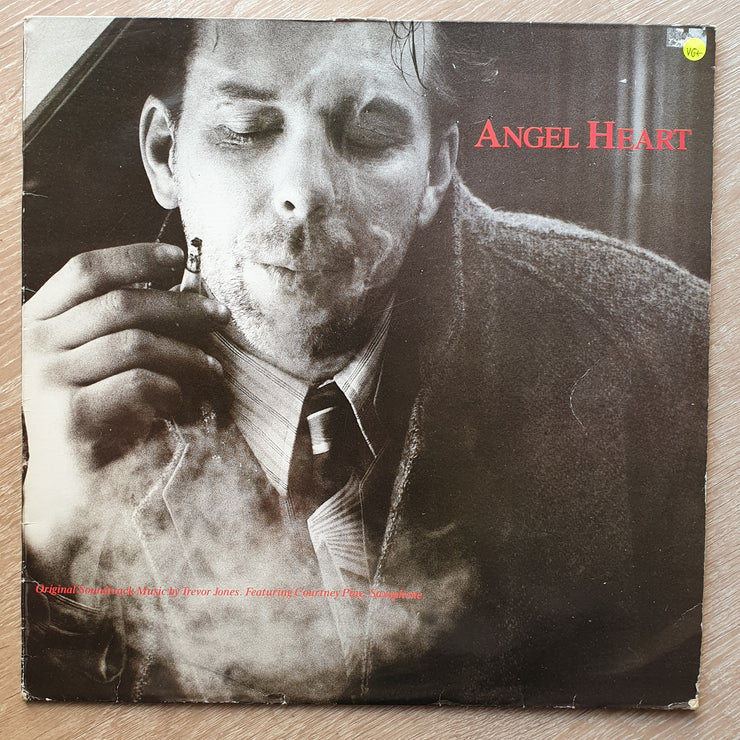 VG+
ANGEL HEART
Original Soundtrack Music by Trevor Jones. Featuring Courtney Pine, Saxophone